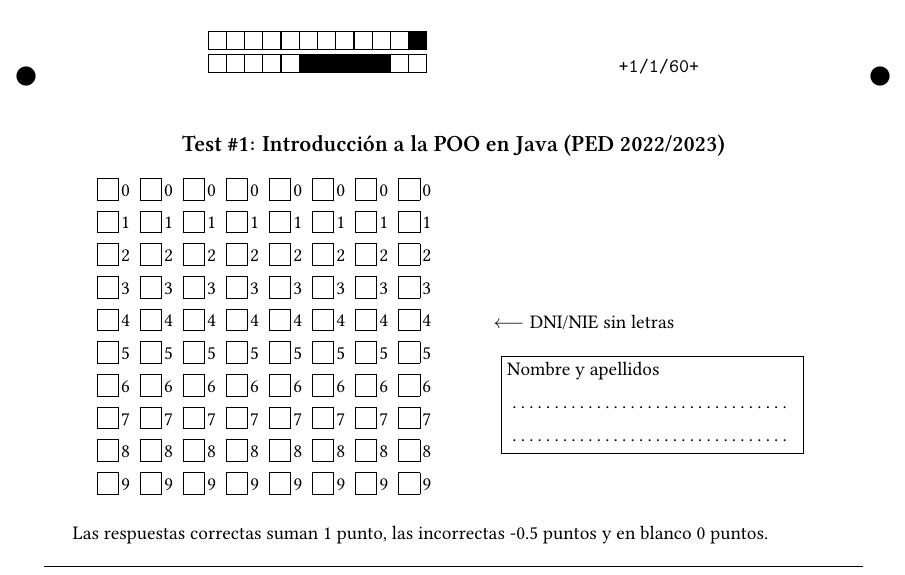 +1/1/60+
Test #1: Introducción a la POO en Java (PED 2022/2023)
0 0 0 0 0 0 0 0
1 1 1 1 1 1 1 1
2 2 2 2 2 2 2 2
3 3 3 3 3 3 3 3
4 4 4 4 4 4 4 4
5 5 5 5 5 5 5 5
6 6 6 6 6 6 6 6
7 7 7 7 7 7 7 7
8 8 8 8 8 8 8 8
9 9 9 9 9 9 9 9
← DNI/NIE sin letras
Nombre y apellidos
.................................
.................................
Las respuestas correctas suman 1 punto, las incorrectas -0.5 puntos y en blanco 0 puntos.